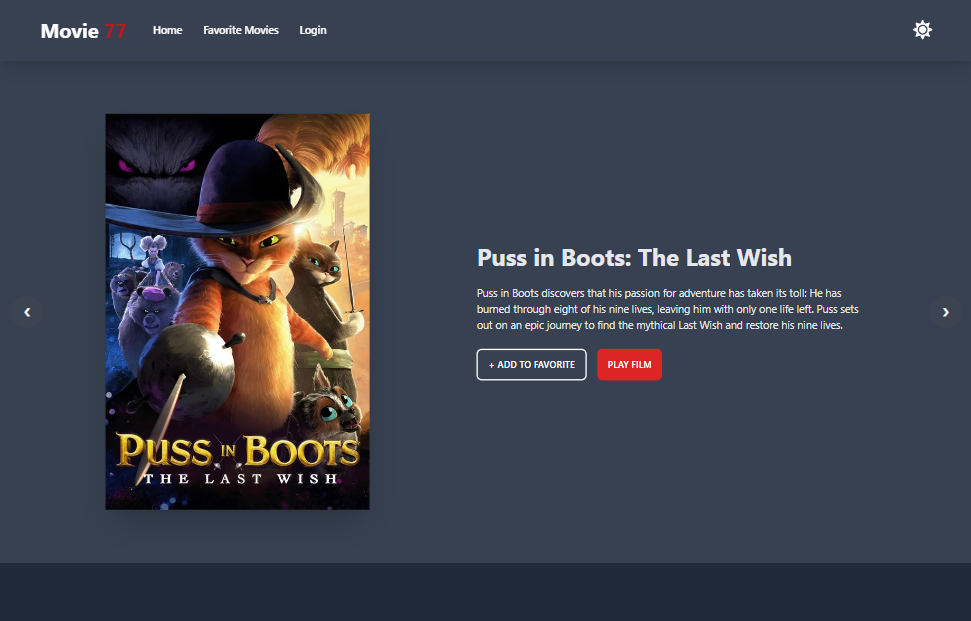 Movie 77 Home Favorite Movies Login
PUSS IN BOOTS
THE LAST WISH
Puss in Boots: The Last Wish
Puss in Boots discovers that his passion for adventure has taken its toll: He has
burned through eight of his nine lives, leaving him with only one life left. Puss sets
out on an epic journey to find the mythical Last Wish and restore his nine lives.
+ ADD TO FAVORITE PLAY FILM